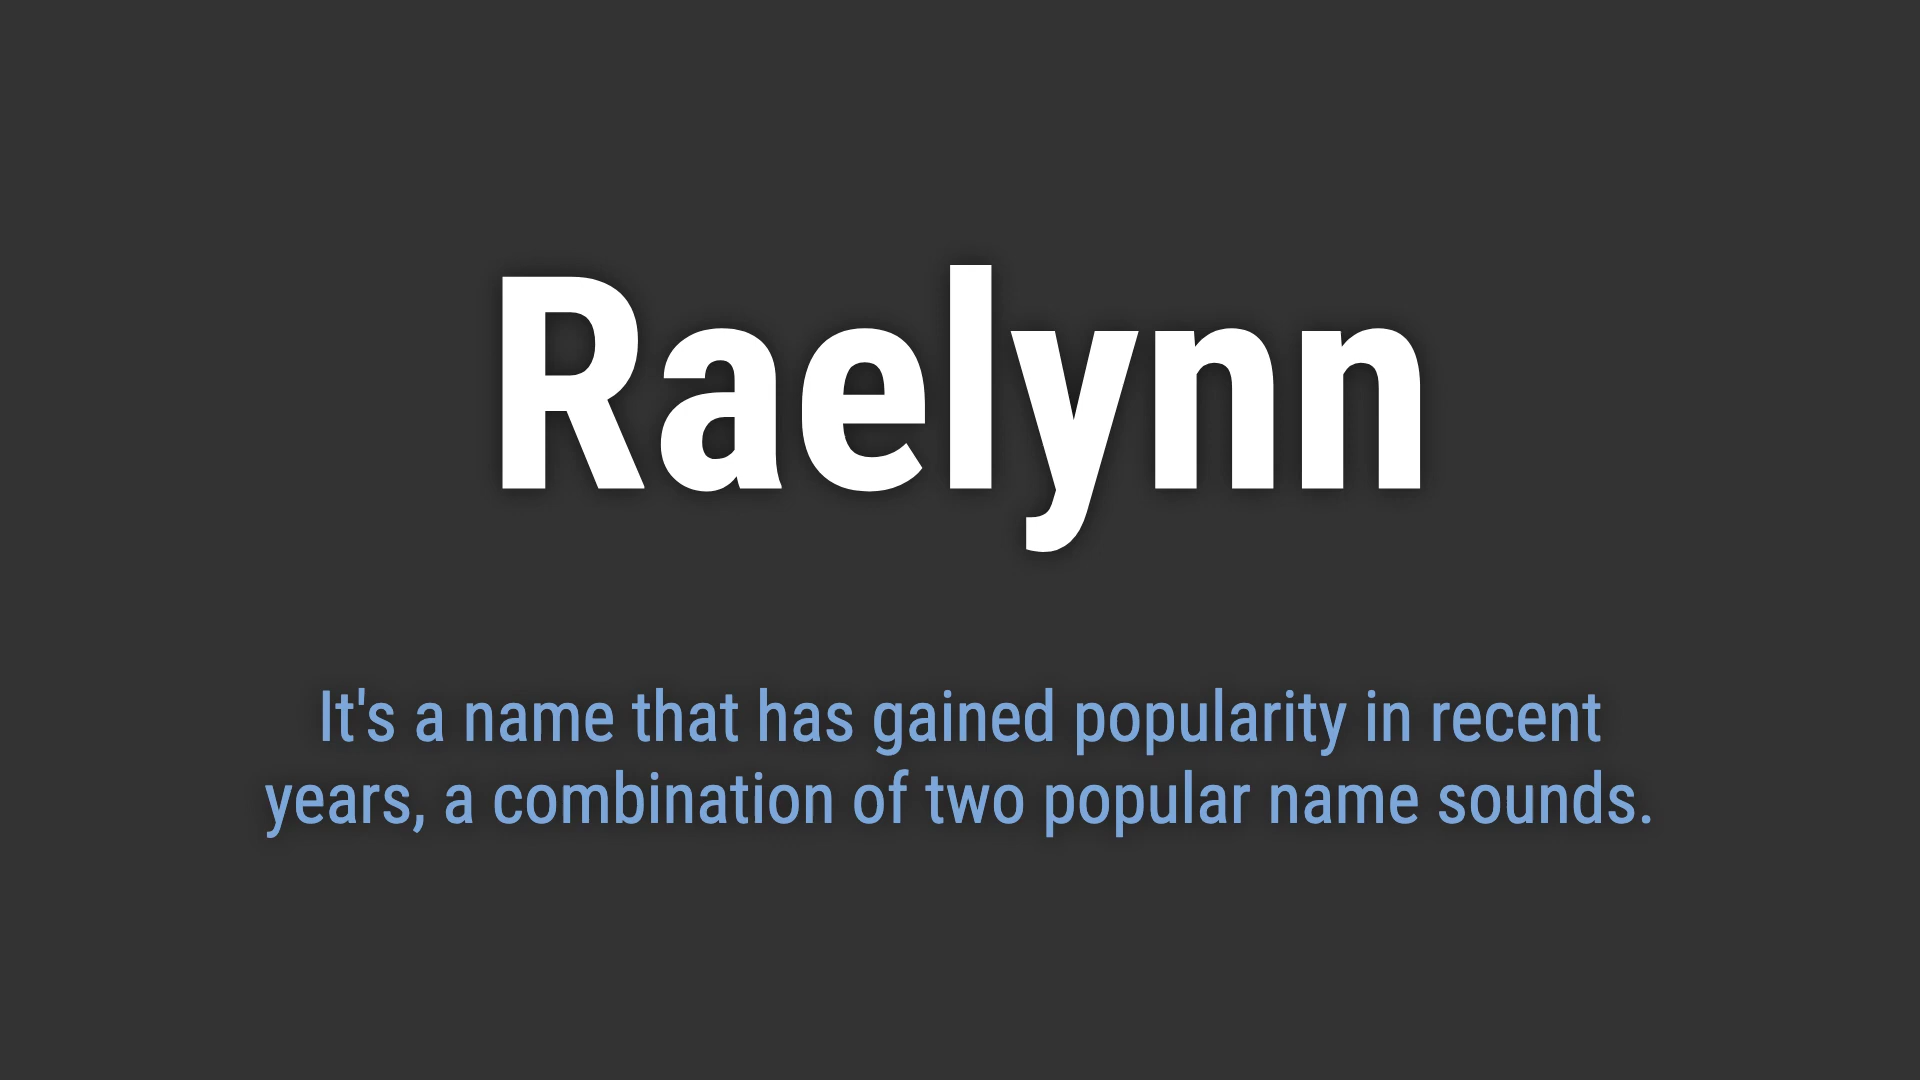 Raelynn
It's a name that has gained popularity in recent
years, a combination of two popular name sounds.